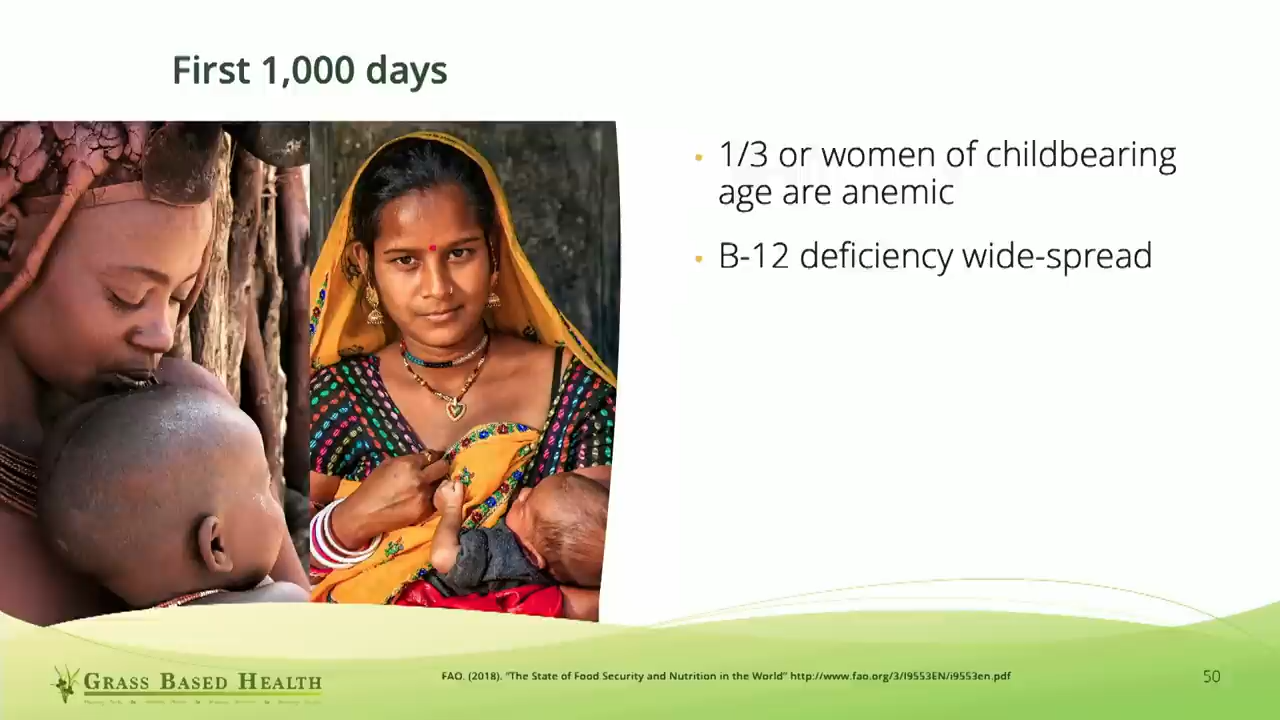 First 1,000 days
• 1/3 or women of childbearing
age are anemic
• B-12 deficiency wide-spread
GRASS BASED HEALTH
FAO. (2018). "The State of Food Security and Nutrition in the World" http://www.fao.org/3/I9553EN/i9553en.pdf
50